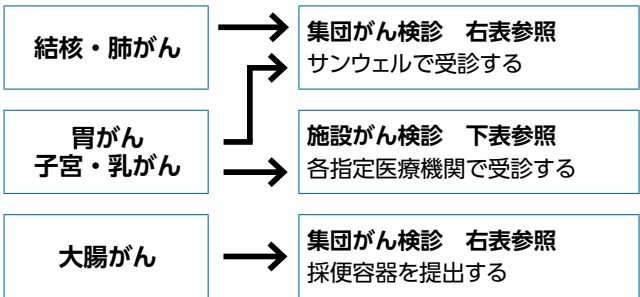 結核・肺がん
集団がん検診　右表参照
サンウェルで受診する
胃がん
子宮・乳がん
施設がん検診　下表参照
各指定医療機関で受診する
大腸がん
集団がん検診　右表参照
採便容器を提出する